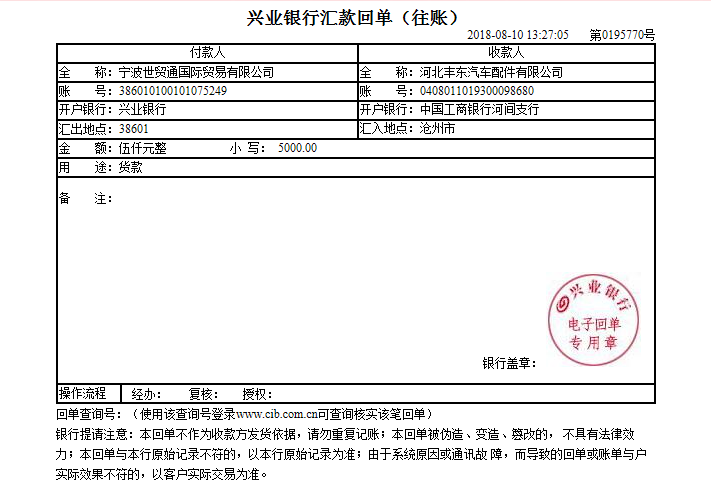 兴业银行汇款回单（往账）
2018-08-10 13:27:05 第0195770号
付款人 收款人
全 称：宁波世贸通国际贸易有限公司 全 称：河北丰东汽车配件有限公司
账 号：386010100101075249 账 号：0408011019300098680
开户银行：兴业银行 开户银行：中国工商银行河间支行
汇出地点：38601 汇入地点：沧州市
金 额：伍仟元整 小 写： 5000.00
用 途：货款
备 注：
兴业银行
电子回单
专用章
银行盖章：
操作流程 经办： 复核： 授权：
回单查询号：（使用该查询号登录www.cib.com.cn可查询核实该笔回单）
银行提请注意：本回单不作为收款方发货依据，请勿重复记账；本回单被伪造、变造、篡改的，不具有法律效
力；本回单与本行原始记录不符的，以本行原始记录为准；由于系统原因或通讯故 障，而导致的回单或账单与户
实际效果不符的，以客户实际交易为准。